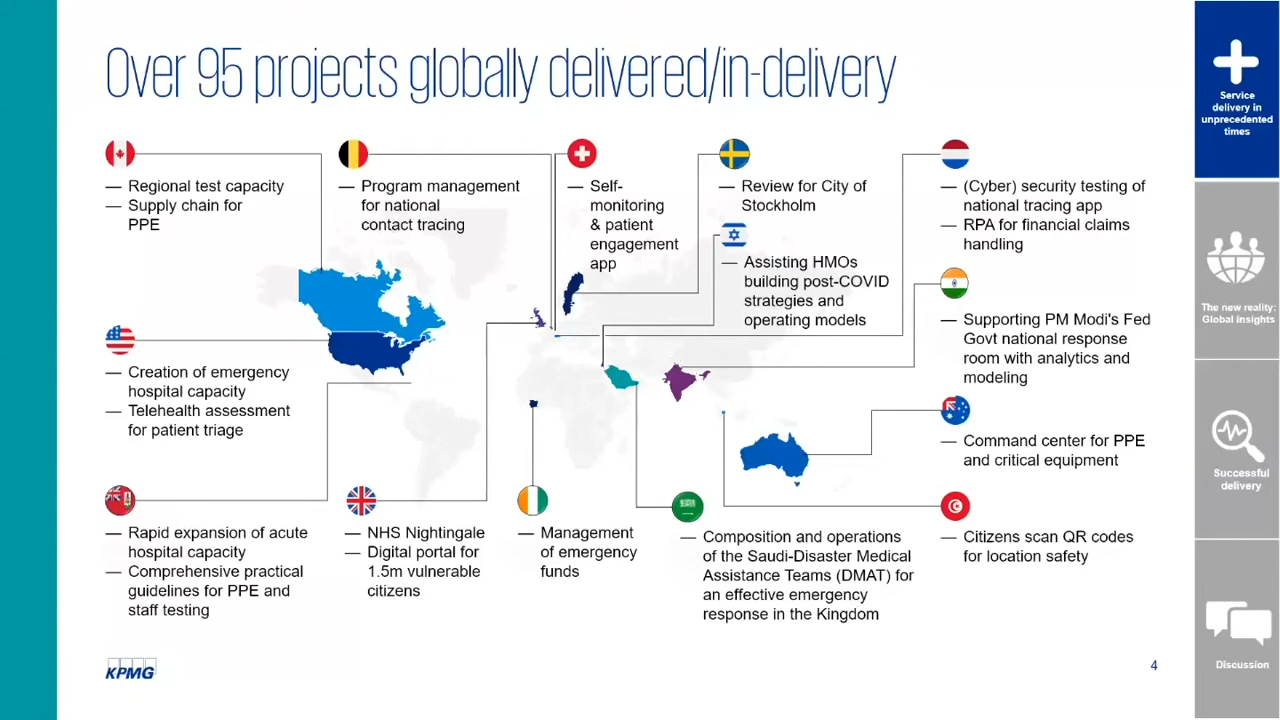 Over 95 projects globally delivered/in-delivery
— Regional test capacity
— Supply chain for
PPE
— Program management
for national
contact tracing
— Self-
monitoring
& patient
engagement
app
— Review for City of
Stockholm
— Assisting HMOs
building post-COVID
strategies and
operating models
— (Cyber) security testing of
national tracing app
— RPA for financial claims
handling
— Supporting PM Modi's Fed
Govt national response
room with analytics and
modeling
— Creation of emergency
hospital capacity
— Telehealth assessment
for patient triage
— Command center for PPE
and critical equipment
— Rapid expansion of acute
hospital capacity
— Comprehensive practical
guidelines for PPE and
staff testing
— NHS Nightingale
— Digital portal for
1.5m vulnerable
citizens
— Management
of emergency
funds
— Composition and operations
of the Saudi-Disaster Medical
Assistance Teams (DMAT) for
an effective emergency
response in the Kingdom
— Citizens scan QR codes
for location safety
KPMG
4
Service
delivery in
unprecedented
times
The new reality:
Global insights
Successful
delivery
Discussion